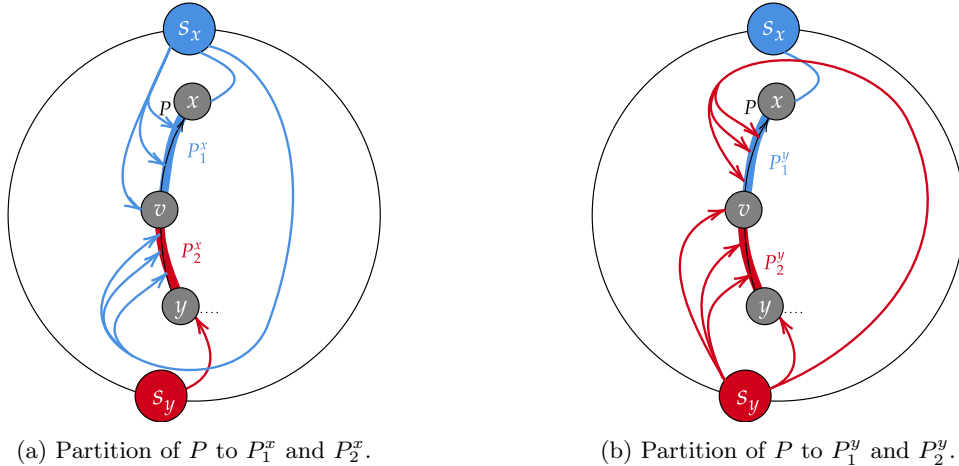 s_x
x
P
P_1^x
v
P_2^x
y
....
s_y
(a) Partition of P to P_1^x and P_2^x.
s_x
x
P
P_1^y
v
P_2^y
y
....
s_y
(b) Partition of P to P_1^y and P_2^y.